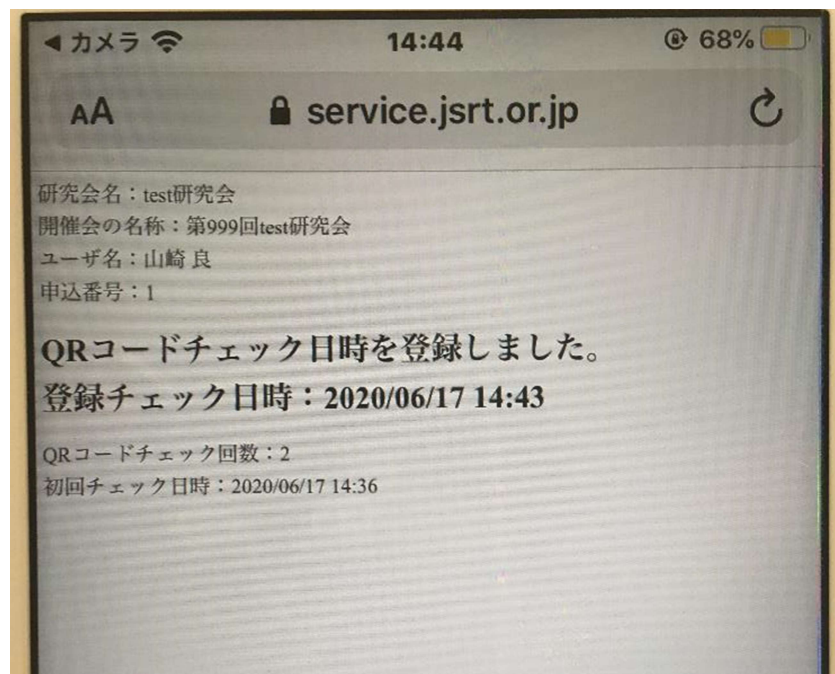 ◀カメラ 14:44 68%
AA service.jsrt.or.jp
研究会名：test研究会
開催会の名称：第999回test研究会
ユーザ名：山崎 良
申込番号：1
QRコードチェック日時を登録しました。
登録チェック日時：2020/06/17 14:43
QRコードチェック回数：2
初回チェック日時：2020/06/17 14:36